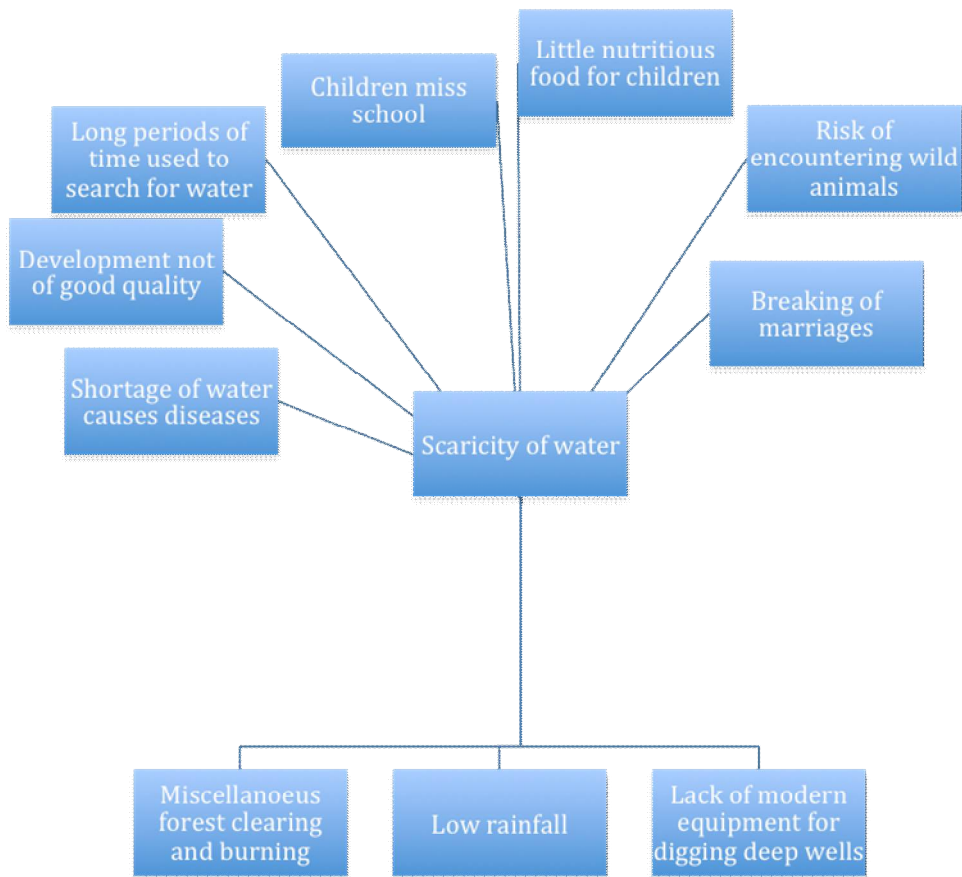 Little nutritious
food for children
Children miss
school
Long periods of
time used to
search for water
Risk of
encountering wild
animals
Development not
of good quality
Breaking of
marriages
Shortage of water
causes diseases
Scaricity of water
Miscellanoeus
forest clearing
and burning
Low rainfall
Lack of modern
equipment for
digging deep wells